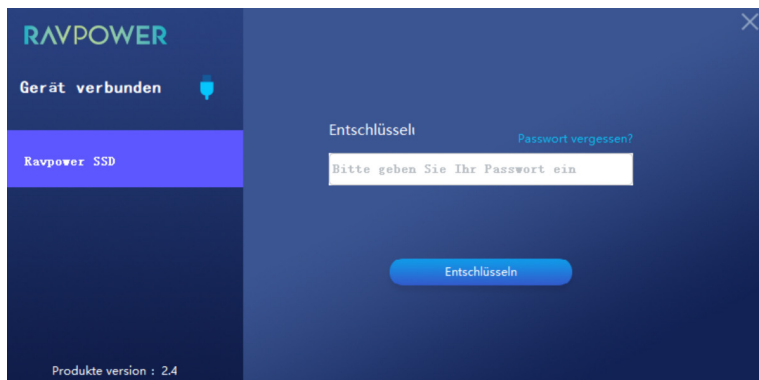 RAVPOWER
Gerät verbunden
Ravpower SSD
Produkte version : 2.4
Entschlüsseln
Passwort vergessen?
Bitte geben Sie Ihr Passwort ein
Entschlüsseln